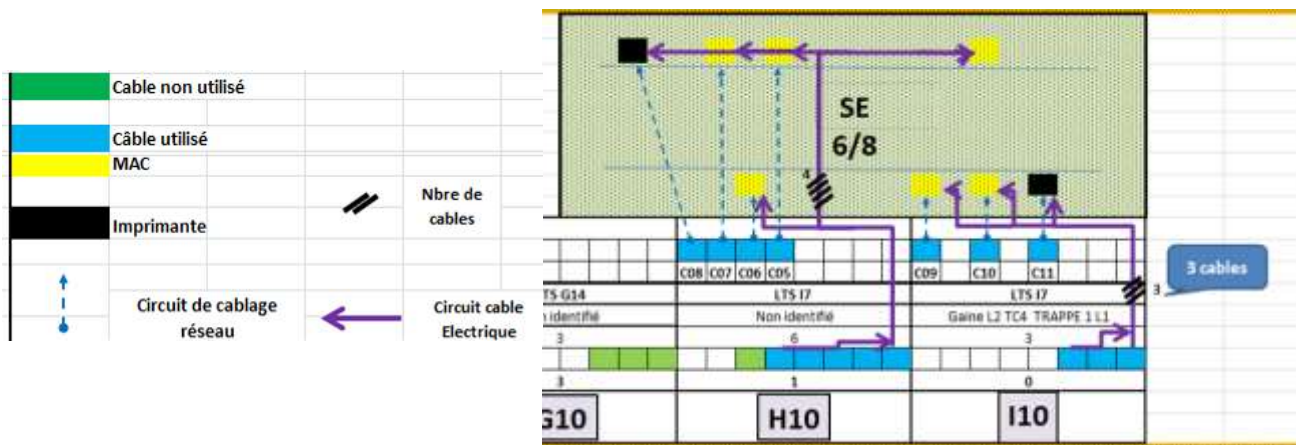 Cable non utilisé
Câble utilisé
MAC
Nbre de
cables
Imprimante
Circuit de cablage
réseau
Circuit cable
Electrique
SE
6/8
4
C08 C07 C06 C05
C09 C10 C11
3 cables
3
TS G14
LTS I7
LTS I7
identifié
Non identifié
Gaine L2 TC4 TRAPPE 1 L1
3
6
3
3
1
0
G10
H10
I10